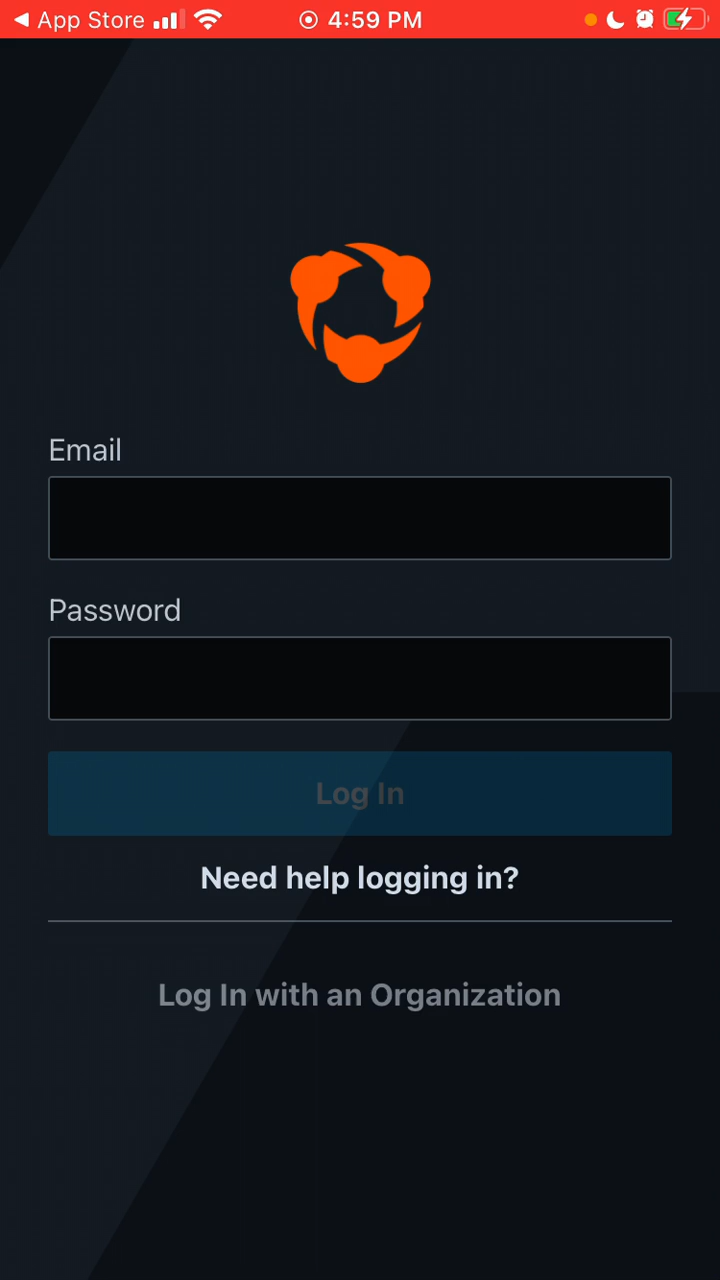 App Store 4:59 PM
Email
Password
Log In
Need help logging in?
Log In with an Organization